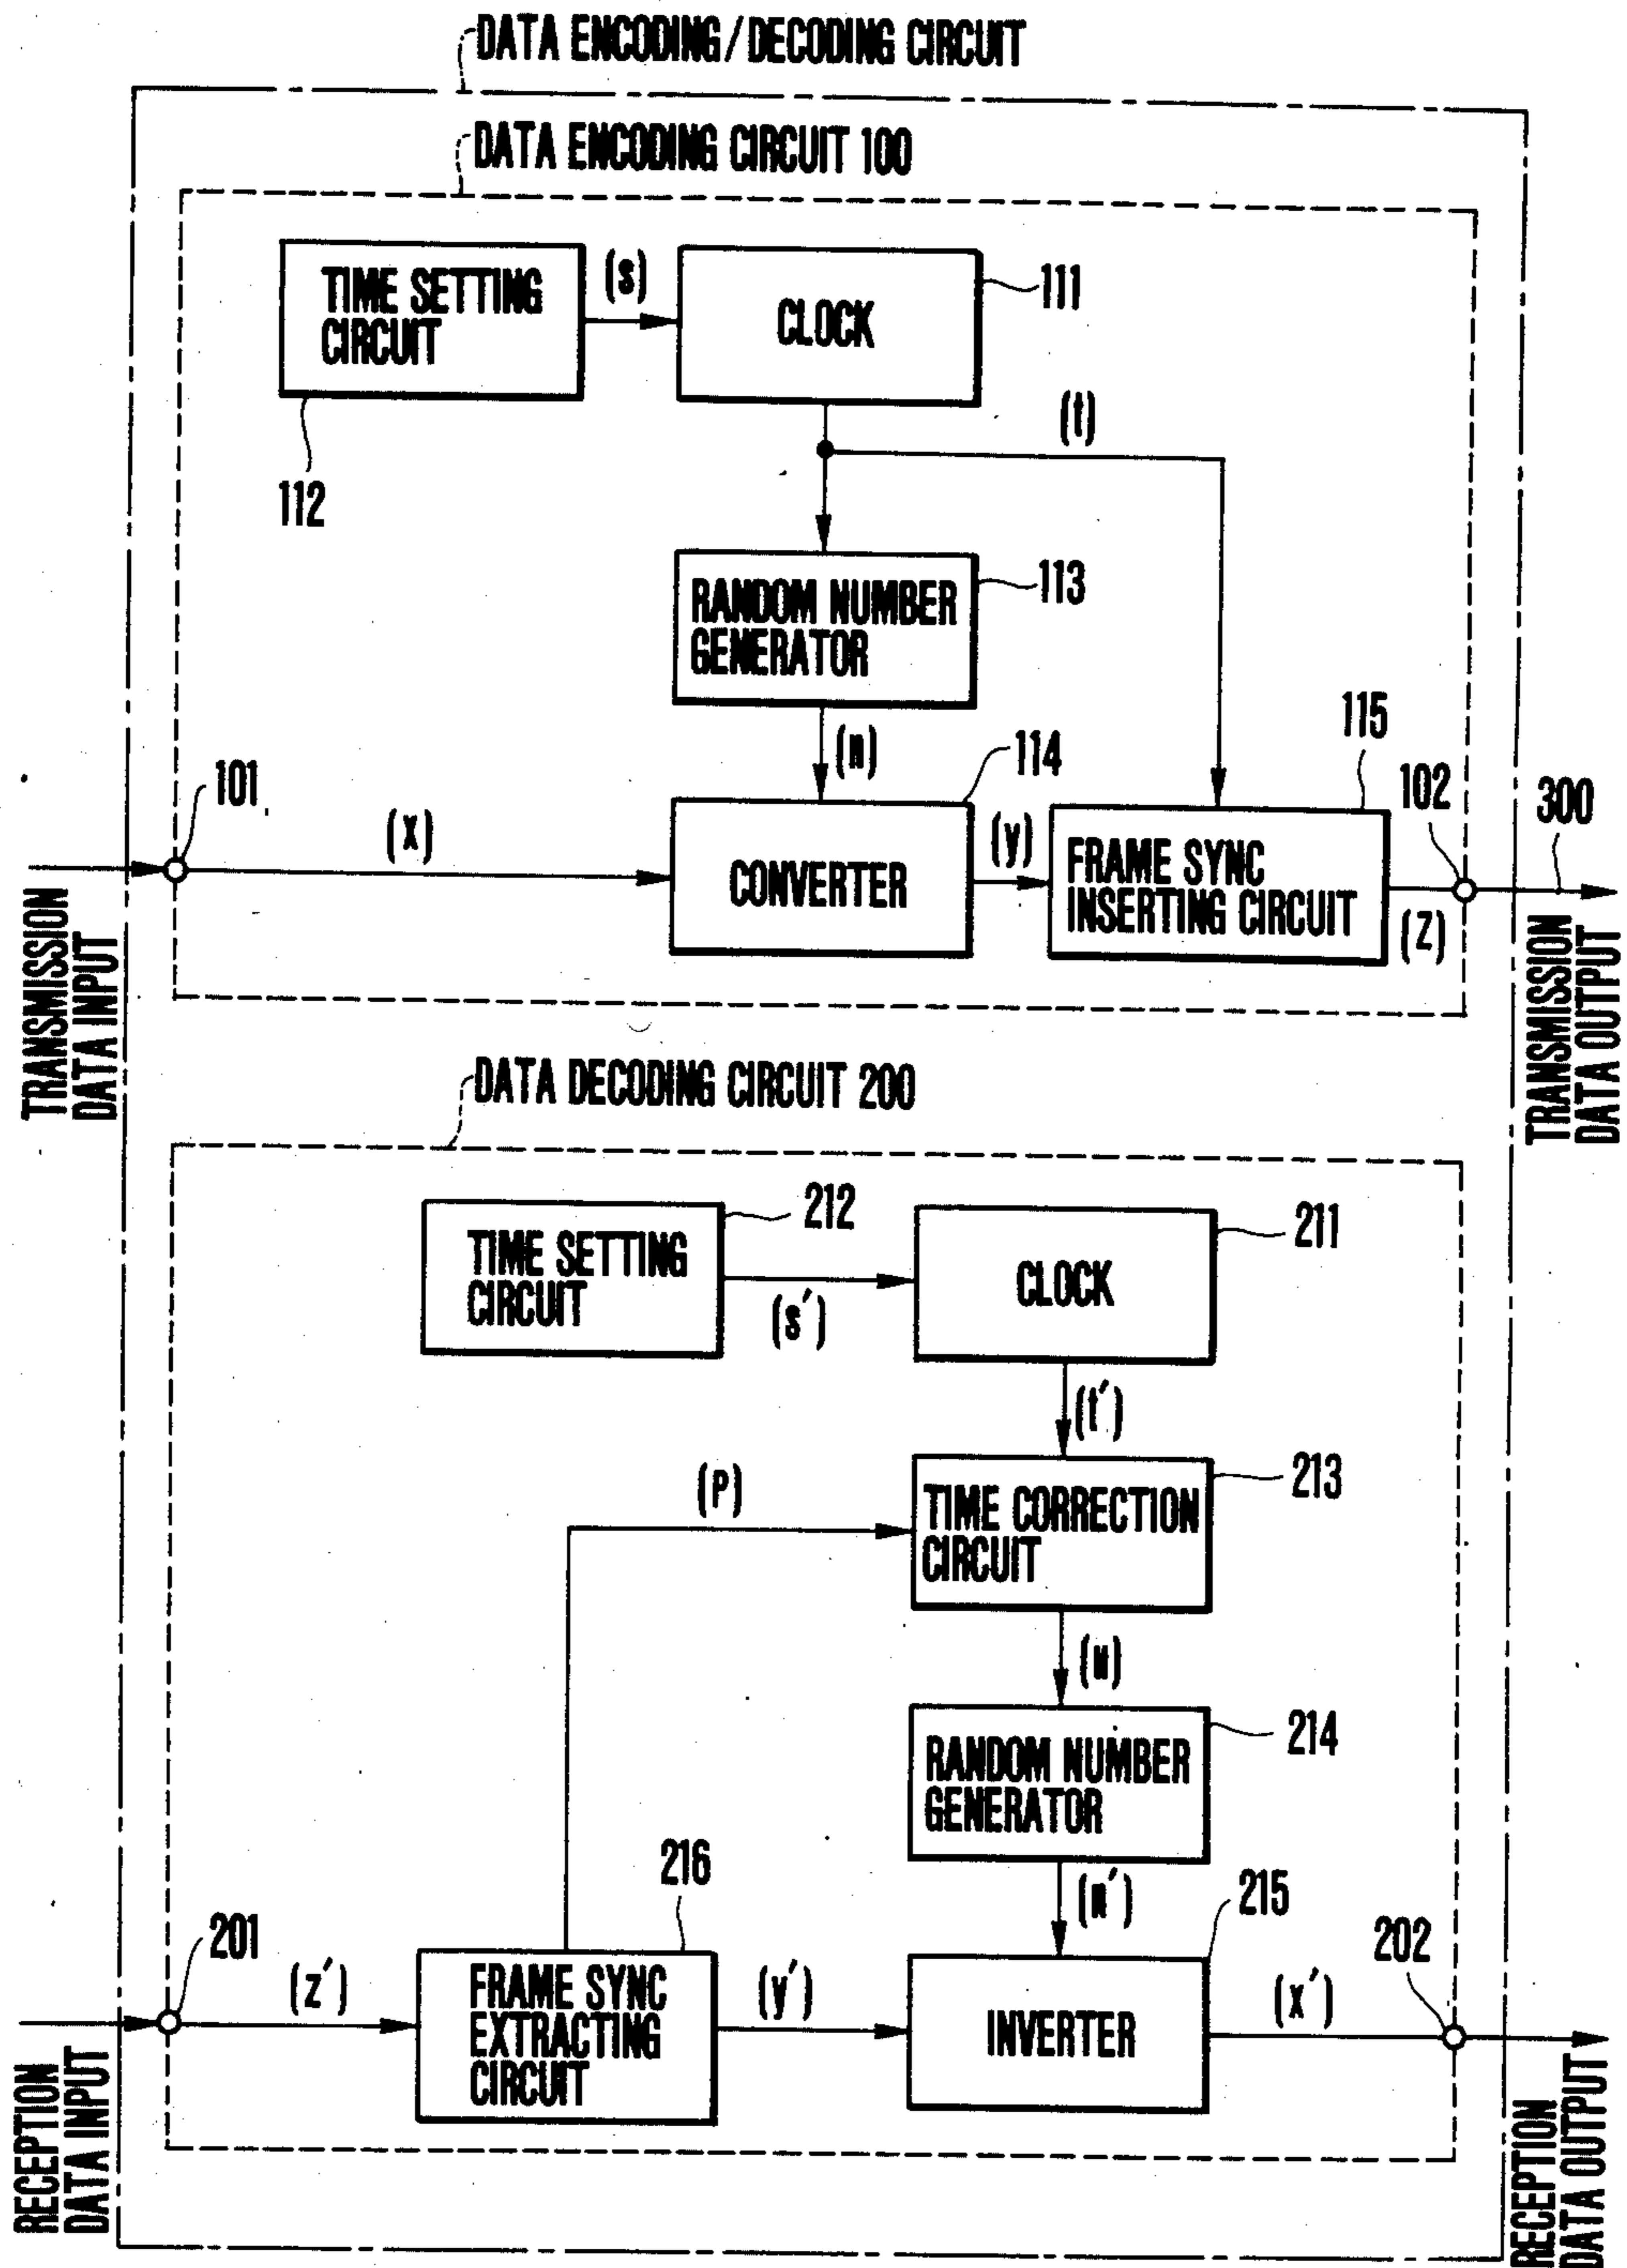 DATA ENCODING/DECODING CIRCUIT
DATA ENCODING CIRCUIT 100
TIME SETTING
CIRCUIT
(s)
CLOCK
111
112
(t)
RANDOM NUMBER
GENERATOR
113
(n)
114
115
101
(x)
CONVERTER
(y)
FRAME SYNC
INSERTING CIRCUIT
102
300
(z)
TRANSMISSION
DATA INPUT
TRANSMISSION
DATA OUTPUT
DATA DECODING CIRCUIT 200
TIME SETTING
CIRCUIT
212
(s′)
CLOCK
211
(t′)
(P)
TIME CORRECTION
CIRCUIT
213
(u)
RANDOM NUMBER
GENERATOR
214
(n′)
216
215
201
(z′)
FRAME SYNC
EXTRACTING
CIRCUIT
(y′)
INVERTER
(x′)
202
RECEPTION
DATA INPUT
RECEPTION
DATA OUTPUT